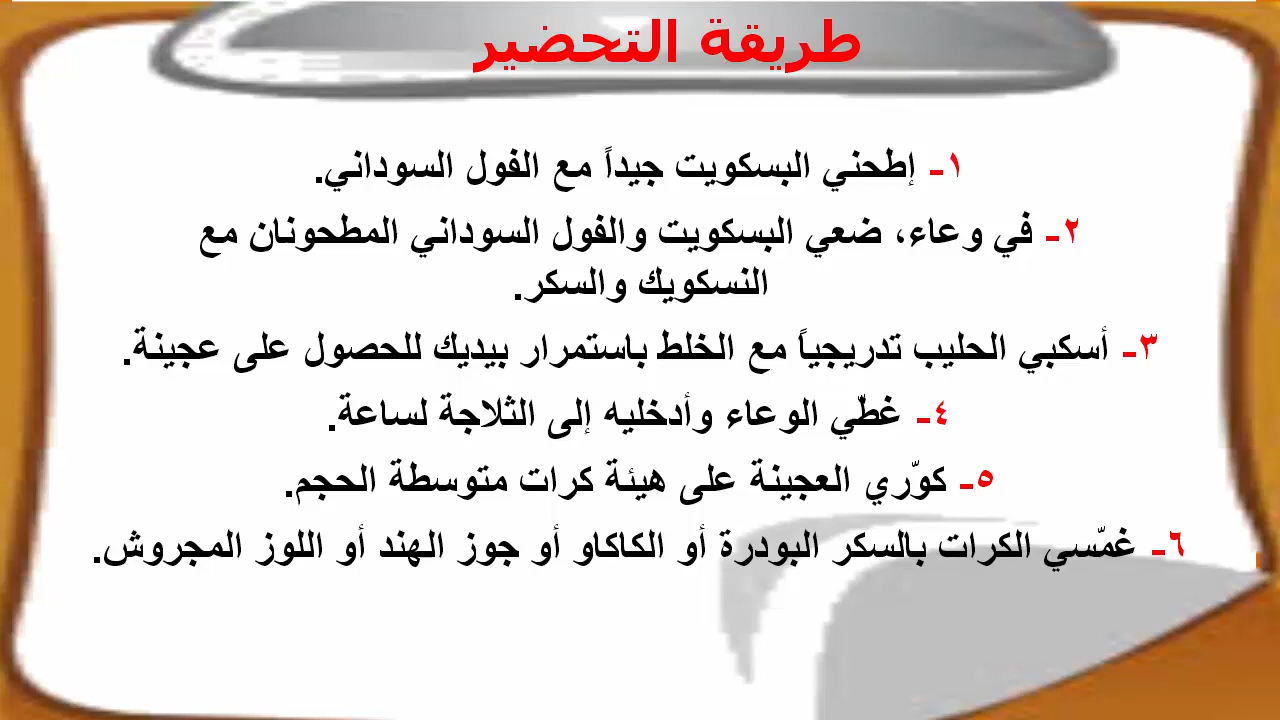 طريقة التحضير
١- إطحني البسكويت جيداً مع الفول السوداني.
٢- في وعاء، ضعي البسكويت والفول السوداني المطحونان مع
النسكويك والسكر.
٣- أسكبي الحليب تدريجياً مع الخلط باستمرار بيديك للحصول على عجينة.
٤- غطّي الوعاء وأدخليه إلى الثلاجة لساعة.
٥- كوّري العجينة على هيئة كرات متوسطة الحجم.
٦- غمّسي الكرات بالسكر البودرة أو الكاكاو أو جوز الهند أو اللوز المجروش.